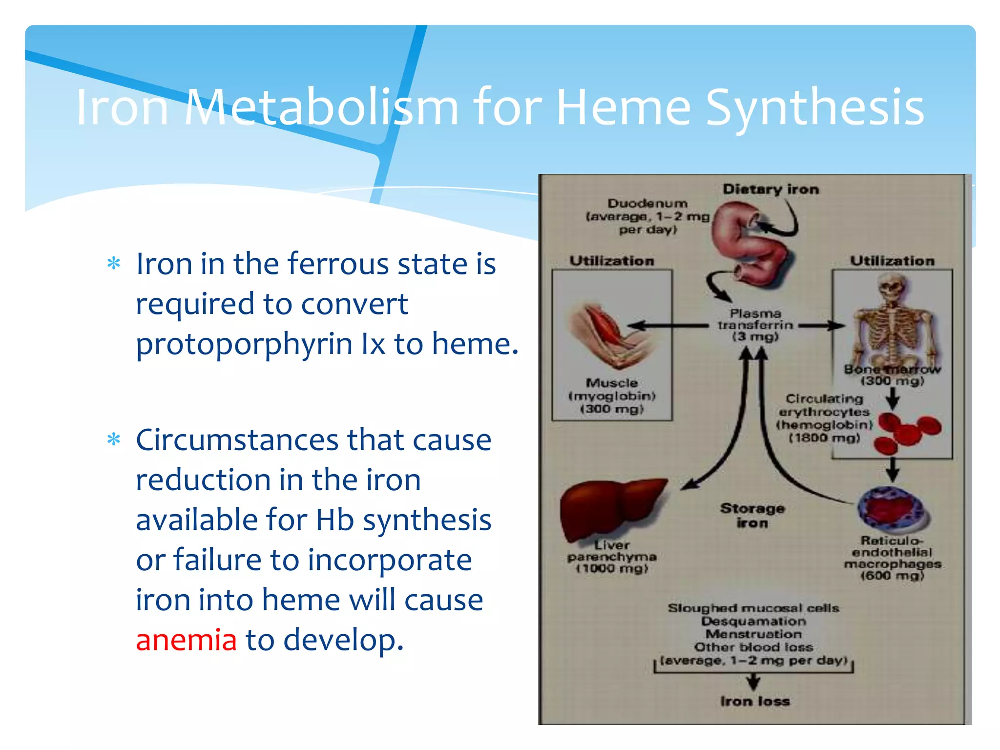 Iron Metabolism for Heme Synthesis
* Iron in the ferrous state is
required to convert
protoporphyrin Ix to heme.
* Circumstances that cause
reduction in the iron
available for Hb synthesis
or failure to incorporate
iron into heme will cause
anemia to develop.
Dietary iron
Duodenum
(average, 1–2 mg
per day)
Utilization
Utilization
Plasma
transferrin
(3 mg)
Muscle
(myoglobin)
(300 mg)
Bone marrow
(300 mg)
Circulating
erythrocytes
(hemoglobin)
(1800 mg)
Storage
iron
Liver
parenchyma
(1000 mg)
Reticulo-
endothelial
macrophages
(600 mg)
Sloughed mucosal cells
Desquamation
Menstruation
Other blood loss
(average, 1–2 mg per day)
Iron loss